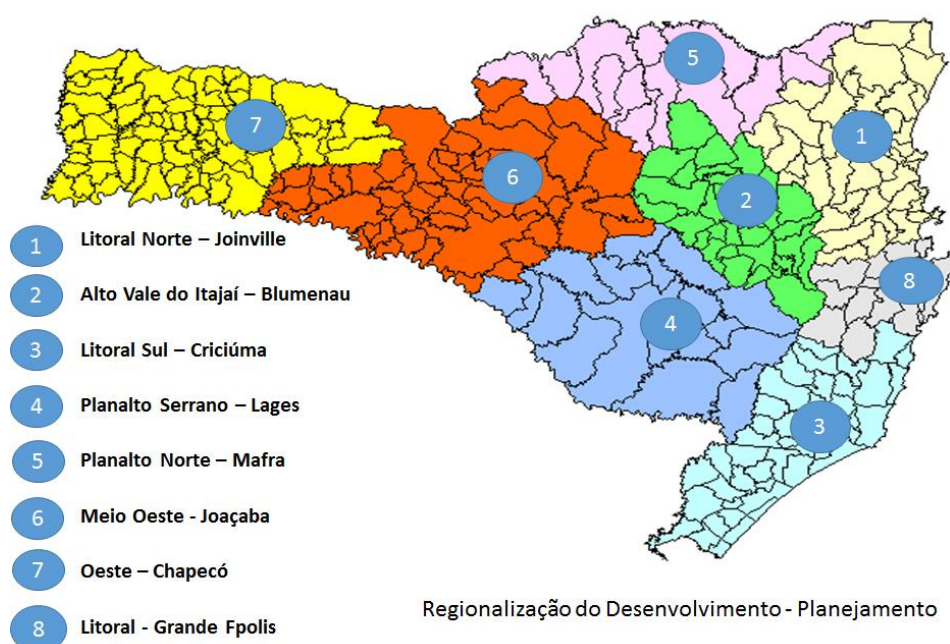 5
7
1
6
2
8
4
3
1 Litoral Norte – Joinville
2 Alto Vale do Itajaí – Blumenau
3 Litoral Sul – Criciúma
4 Planalto Serrano – Lages
5 Planalto Norte – Mafra
6 Meio Oeste - Joaçaba
7 Oeste – Chapecó
8 Litoral - Grande Fpolis
Regionalização do Desenvolvimento - Planejamento